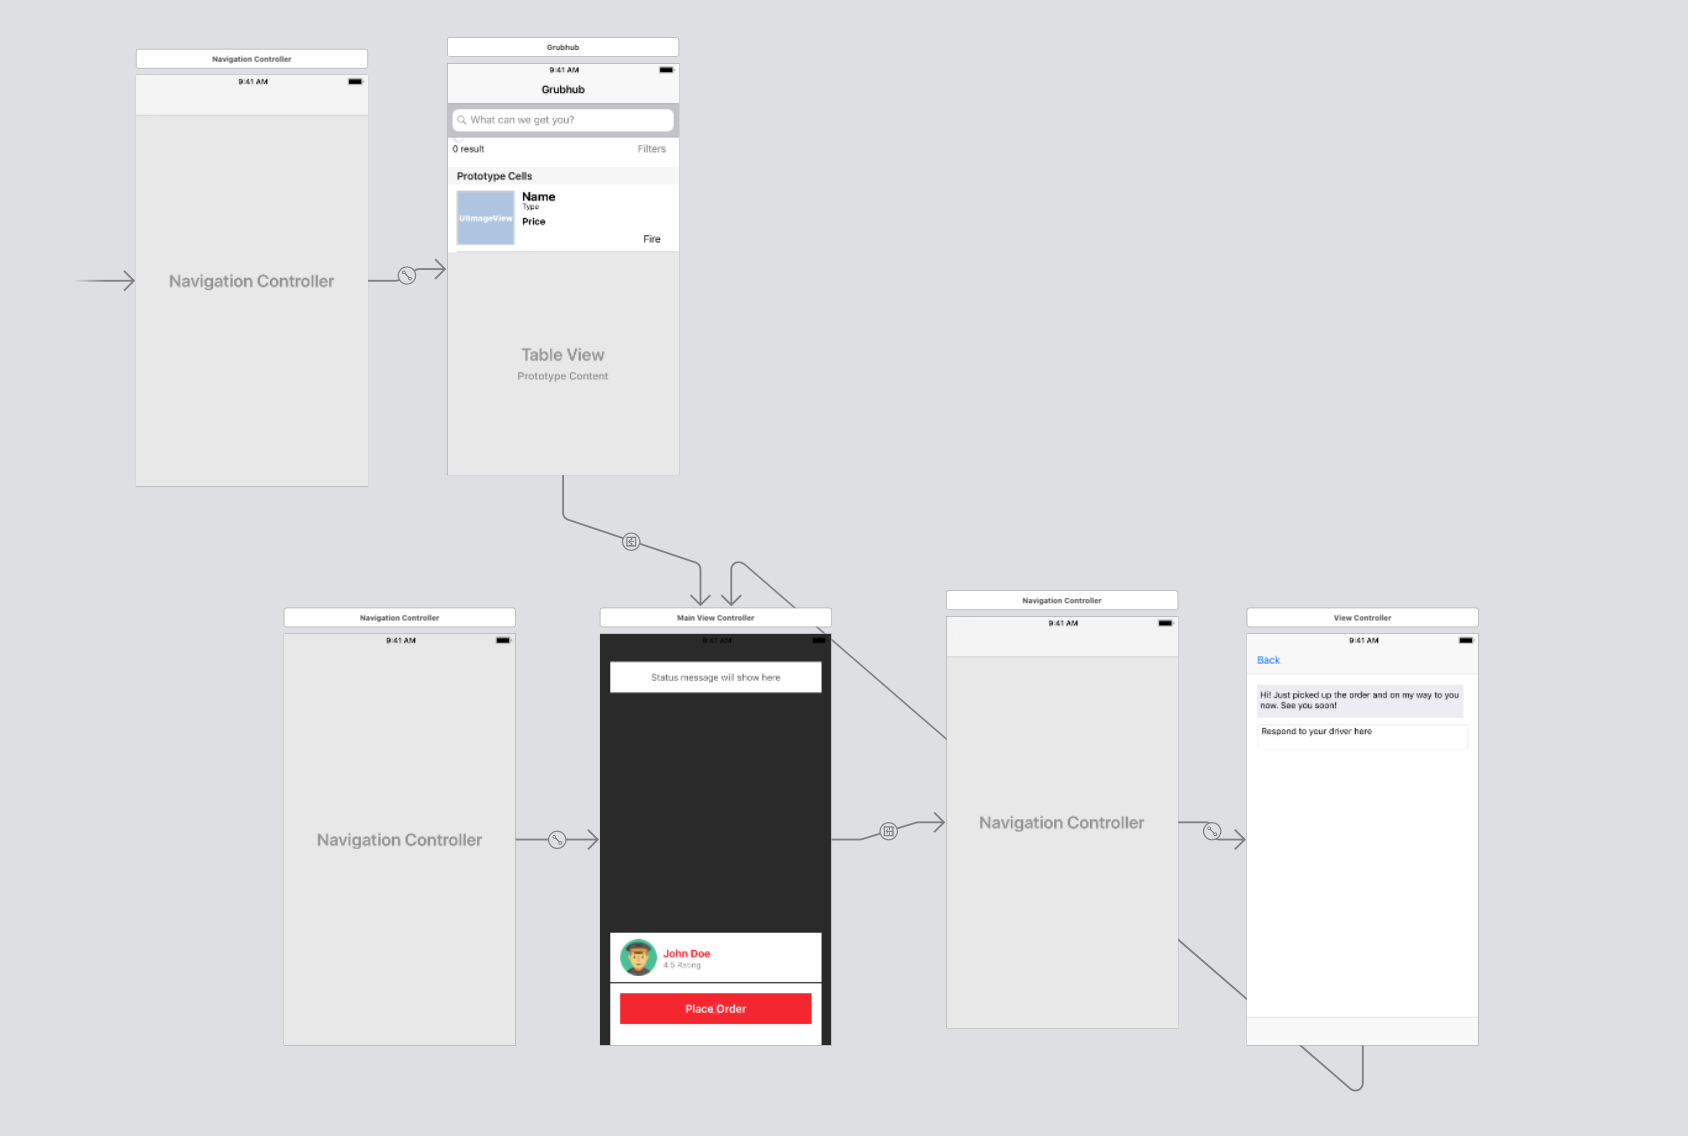 Navigation Controller
9:41 AM
Navigation Controller
Grubhub
9:41 AM
Grubhub
What can we get you?
0 result
Filters
Prototype Cells
UIImageView
Name
Type
Price
Fire
Table View
Prototype Content
Navigation Controller
9:41 AM
Navigation Controller
Main View Controller
9:41 AM
Status message will show here
John Doe
4.5 Rating
Place Order
Navigation Controller
9:41 AM
Navigation Controller
View Controller
9:41 AM
Back
Hi! Just picked up the order and on my way to you
now. See you soon!
Respond to your driver here